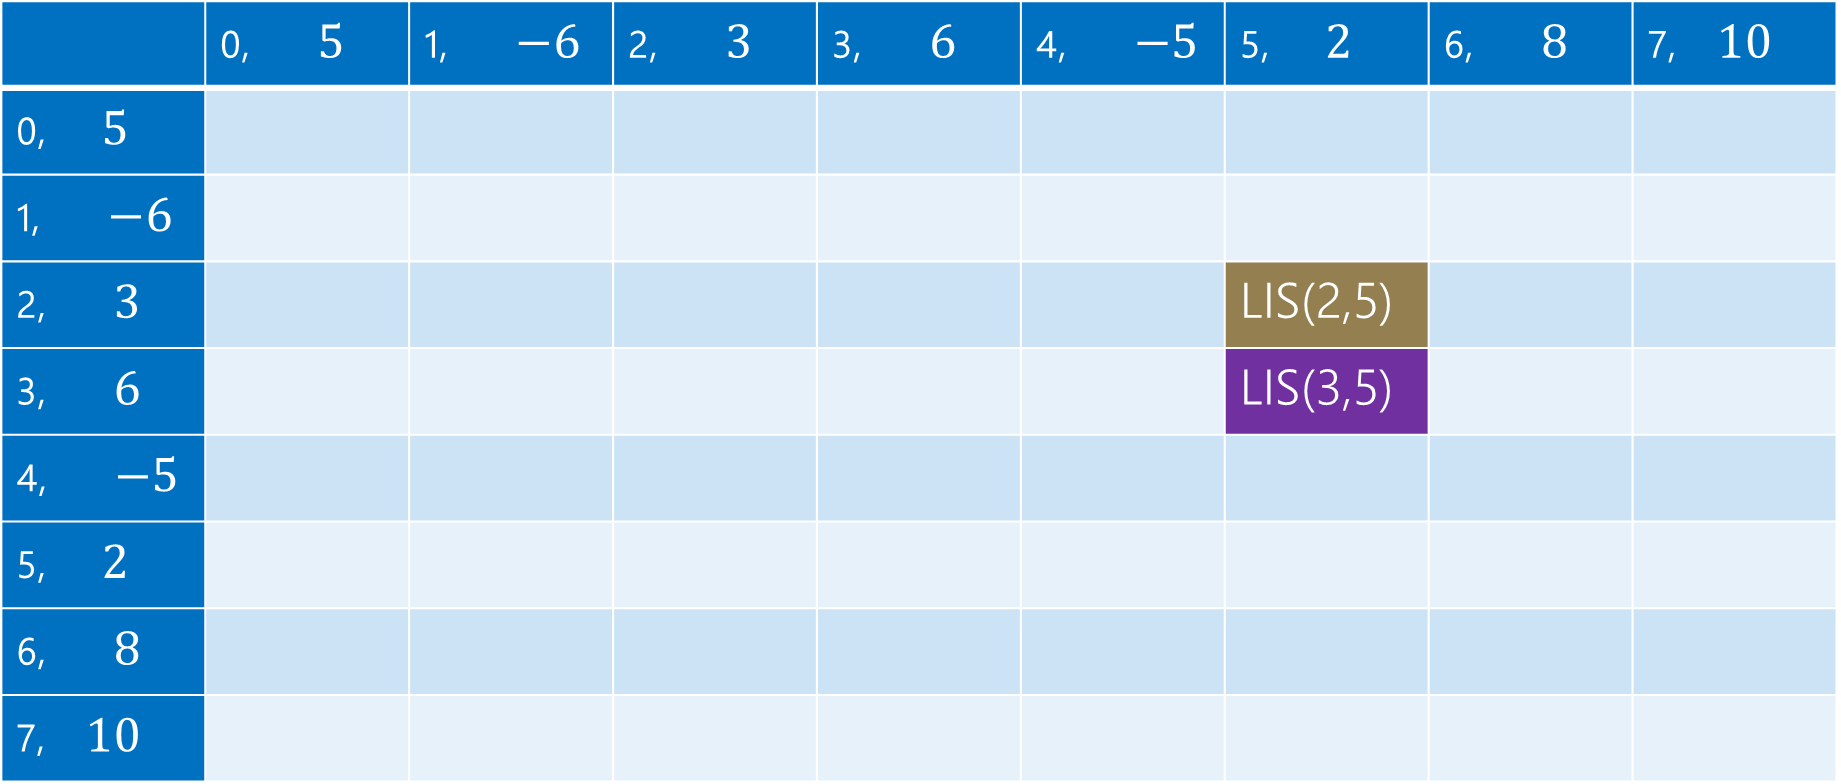 0, 5 1, −6 2, 3 3, 6 4, −5 5, 2 6, 8 7, 10
0, 5
1, −6
2, 3 LIS(2,5)
3, 6 LIS(3,5)
4, −5
5, 2
6, 8
7, 10